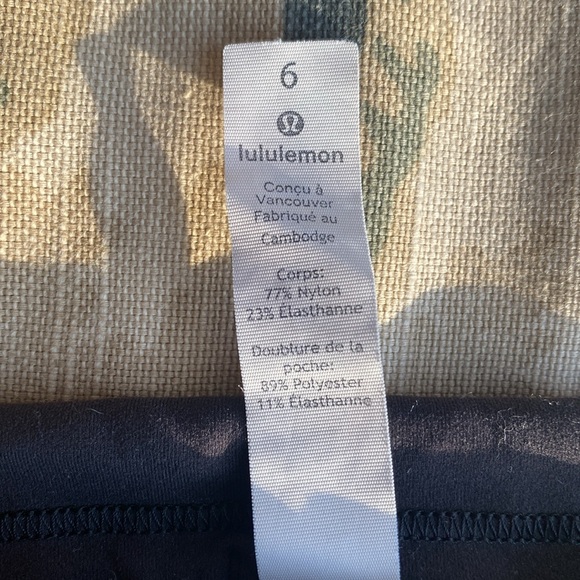 6
lululemon
Conçu à
Vancouver
Fabriqué au
Cambodge
Corps:
77% Nylon
23% Élasthanne
Doublure de la
poche:
89% Polyester
11% Élasthanne